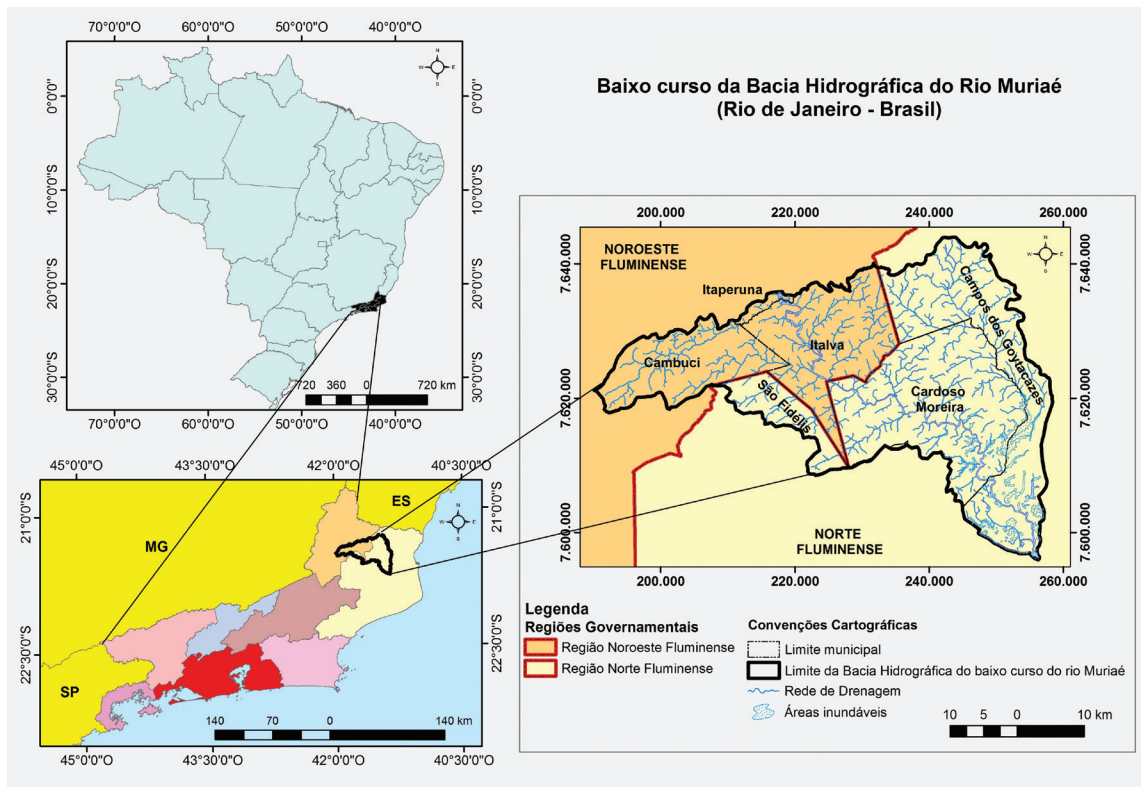 70°0'0"O 60°0'0"O 50°0'0"O 40°0'0"O
0°0'0"
10°0'0"S
20°0'0"S
30°0'0"S
0°0'0"
10°0'0"S
20°0'0"S
30°0'0"S
N
W E
S
720 360 0 720 km
70°0'0"O 60°0'0"O 50°0'0"O 40°0'0"O
45°0'0"O 43°30'0"O 42°0'0"O 40°30'0"O
21°0'0"S
22°30'0"S
21°0'0"S
22°30'0"S
ES
MG
SP
N
W E
S
140 70 0 140 km
45°0'0"O 43°30'0"O 42°0'0"O 40°30'0"O
Baixo curso da Bacia Hidrográfica do Rio Muriaé
(Rio de Janeiro - Brasil)
200.000 220.000 240.000 260.000
7.640.000
7.620.000
7.600.000
7.640.000
7.620.000
7.600.000
NOROESTE
FLUMINENSE
N
W E
S
Itaperuna
Campos dos Goytacazes
Italva
Cambuci
São Fidélis
Cardoso
Moreira
NORTE
FLUMINENSE
200.000 220.000 240.000 260.000
Legenda
Regiões Governamentais
Região Noroeste Fluminense
Região Norte Fluminense
Convenções Cartográficas
Limite municipal
Limite da Bacia Hidrográfica do baixo curso do rio Muriaé
Rede de Drenagem
Áreas inundáveis
10 5 0 10 km